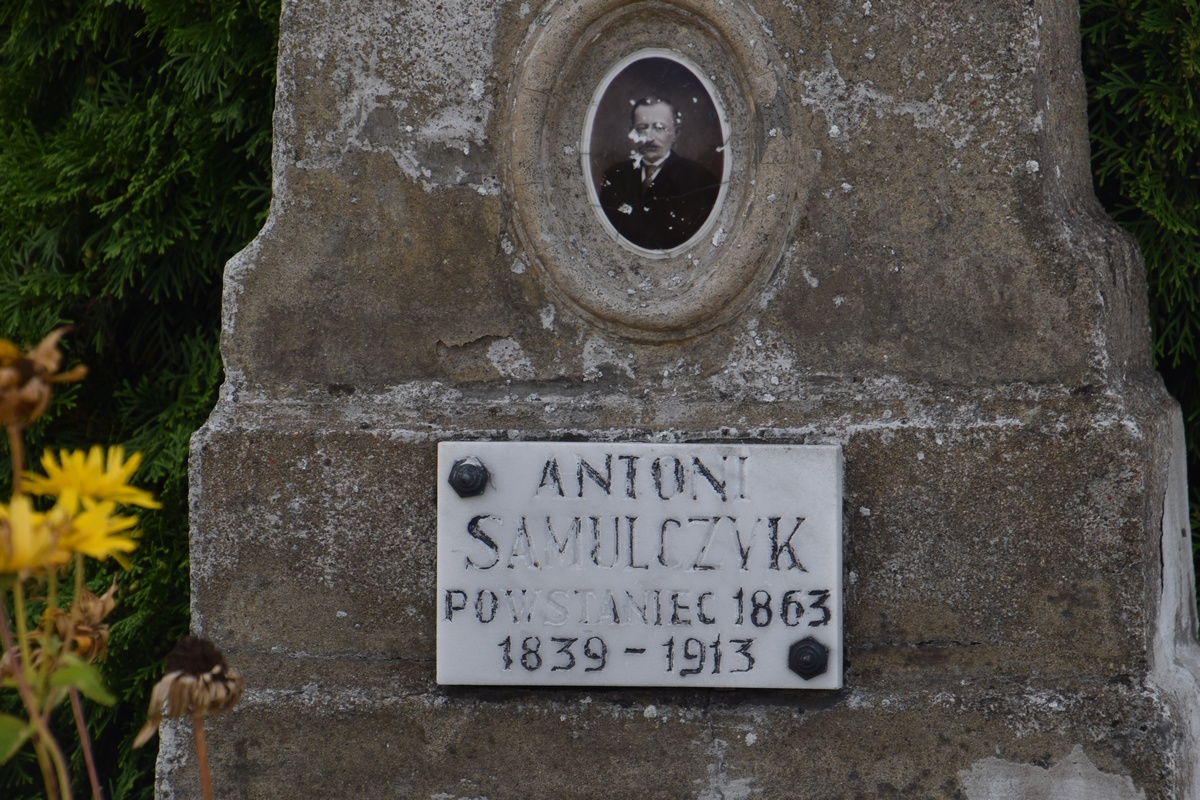 ANTONI
SAMULCZYK
POWSTANIEC 1863
1839 - 1913